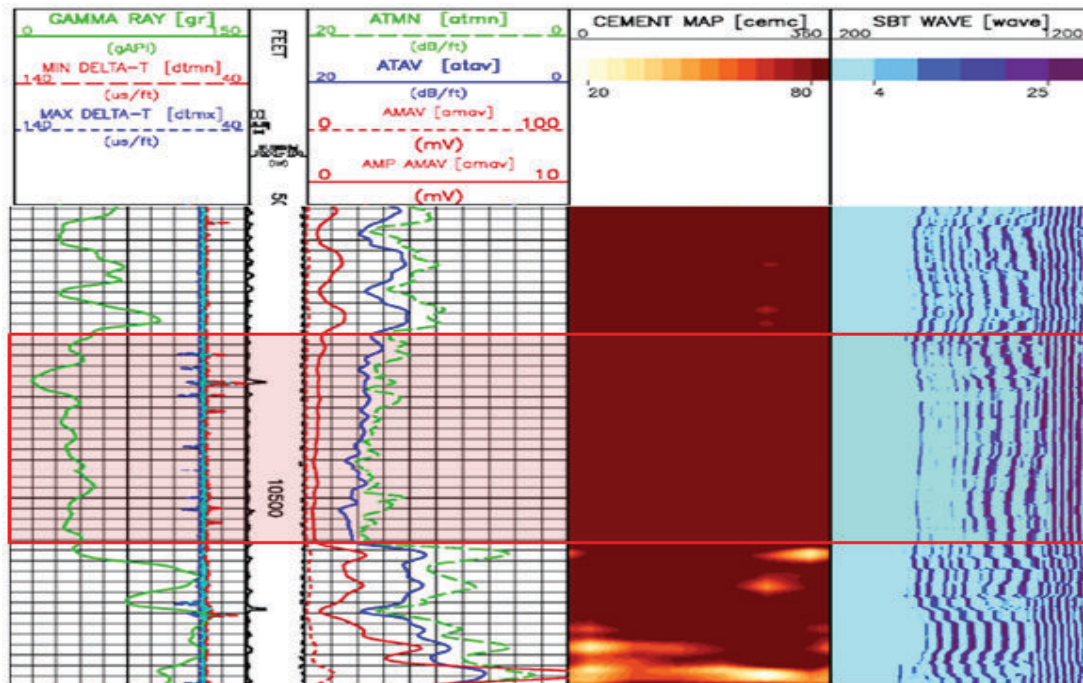 GAMMA RAY [gr]
0 150
(gAPI)
MIN DELTA-T [dtmn]
140 40
(us/ft)
MAX DELTA-T [dtmx]
140 40
(us/ft)
FEET
ATMN [atmn]
20 0
(dB/ft)
ATAV [atav]
20 0
(dB/ft)
AMAV [amav]
0 100
(mV)
AMP AMAV [amav]
0 10
(mV)
CEMENT MAP [cemc]
0 360
20 80
SBT WAVE [wave]
200 1200
4 25
10500